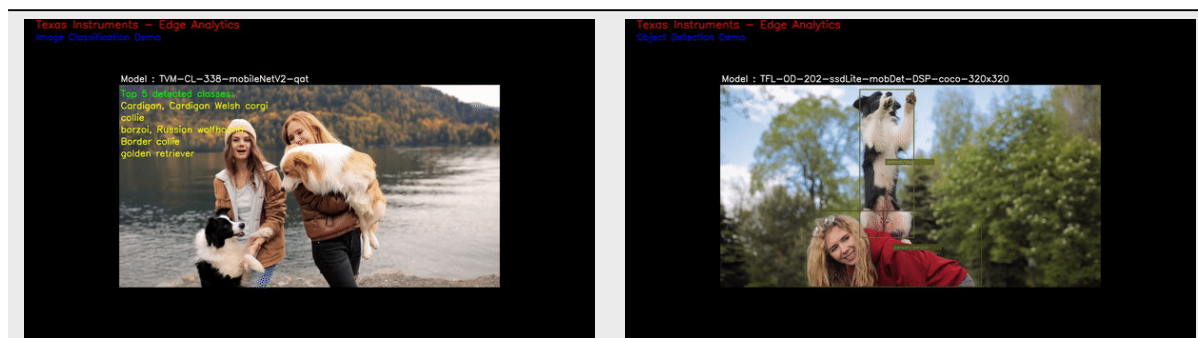 Texas Instruments - Edge Analytics
Image Classification Demo
Model : TVM-CL-338-mobileNetV2-qat
Top 5 detected classes:
Cardigan, Cardigan Welsh corgi
collie
borzoi, Russian wolfhound
Border collie
golden retriever
Texas Instruments - Edge Analytics
Object Detection Demo
Model : TFL-OD-202-ssdLite-mobDet-DSP-coco-320x320